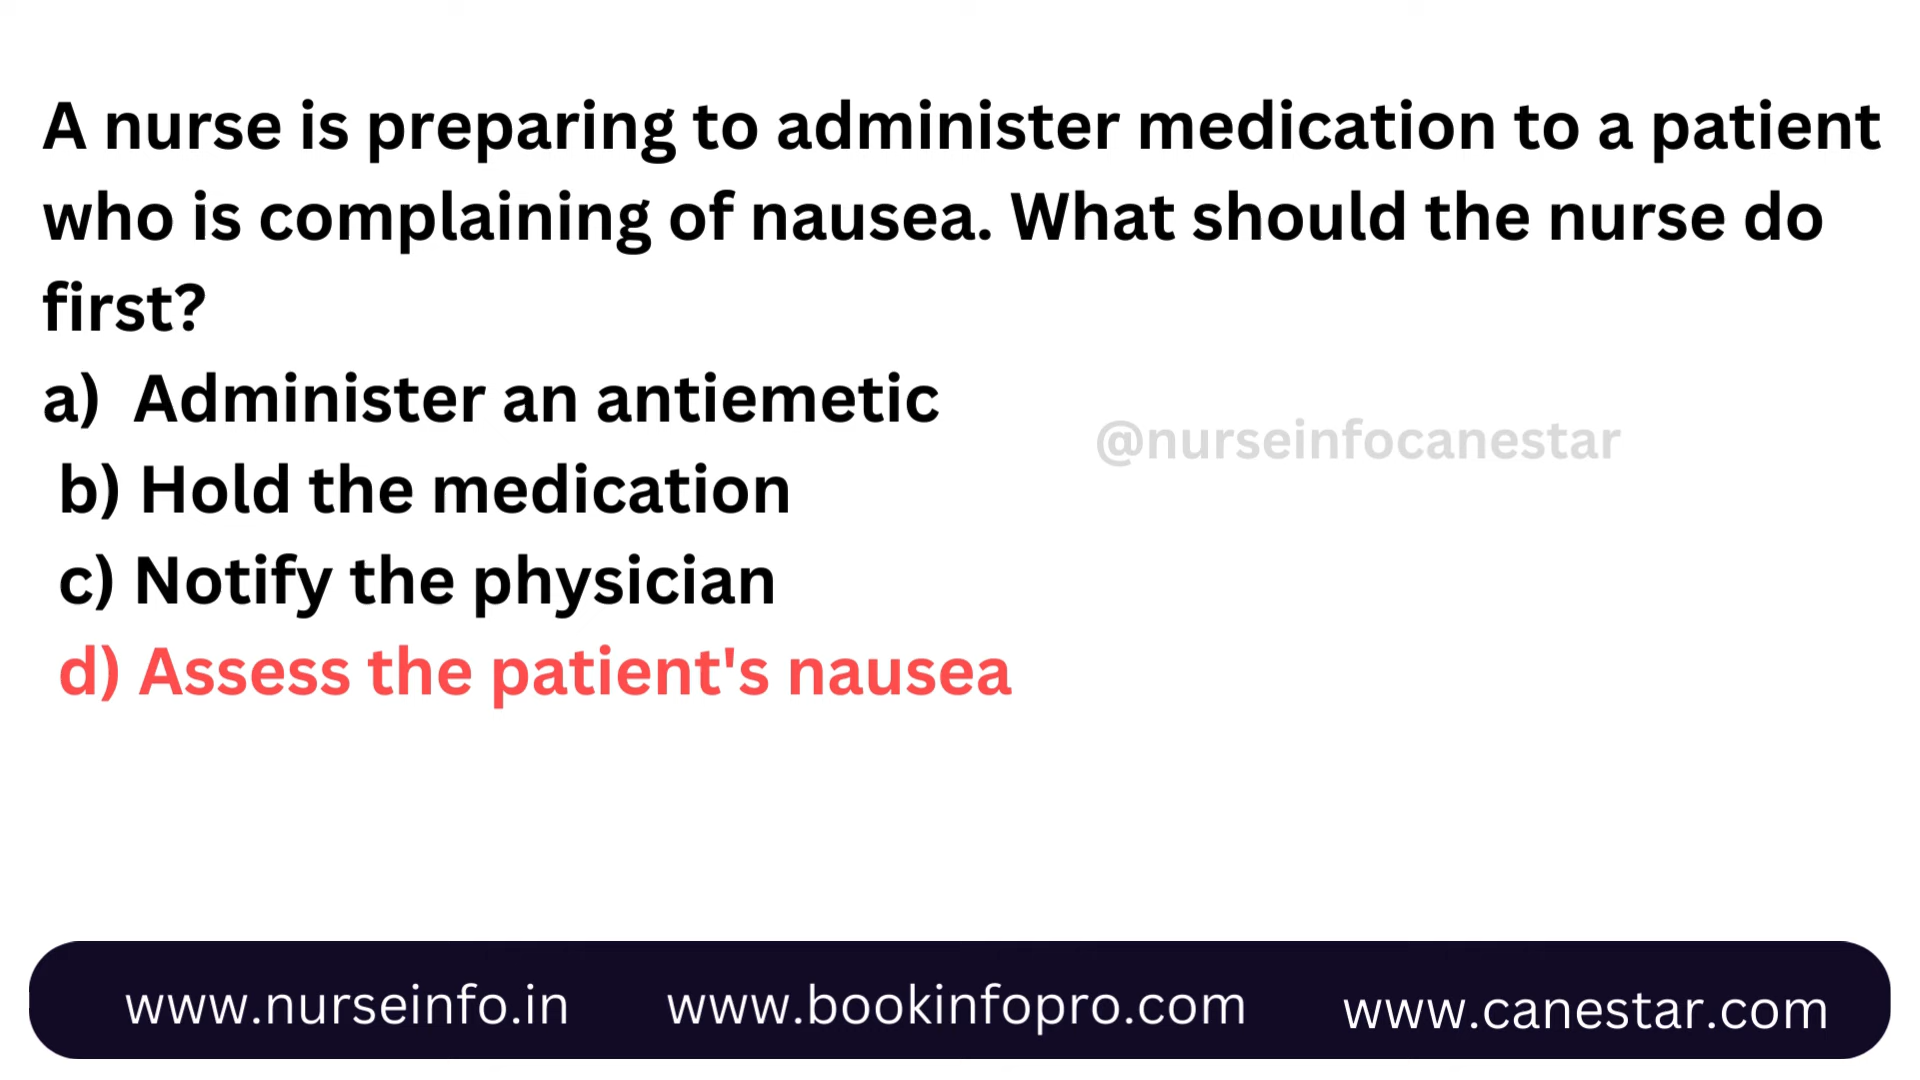 A nurse is preparing to administer medication to a patient
who is complaining of nausea. What should the nurse do
first?
a) Administer an antiemetic
@nurseinfocanestar
b) Hold the medication
c) Notify the physician
d) Assess the patient's nausea
www.nurseinfo.in www.bookinfopro.com www.canestar.com